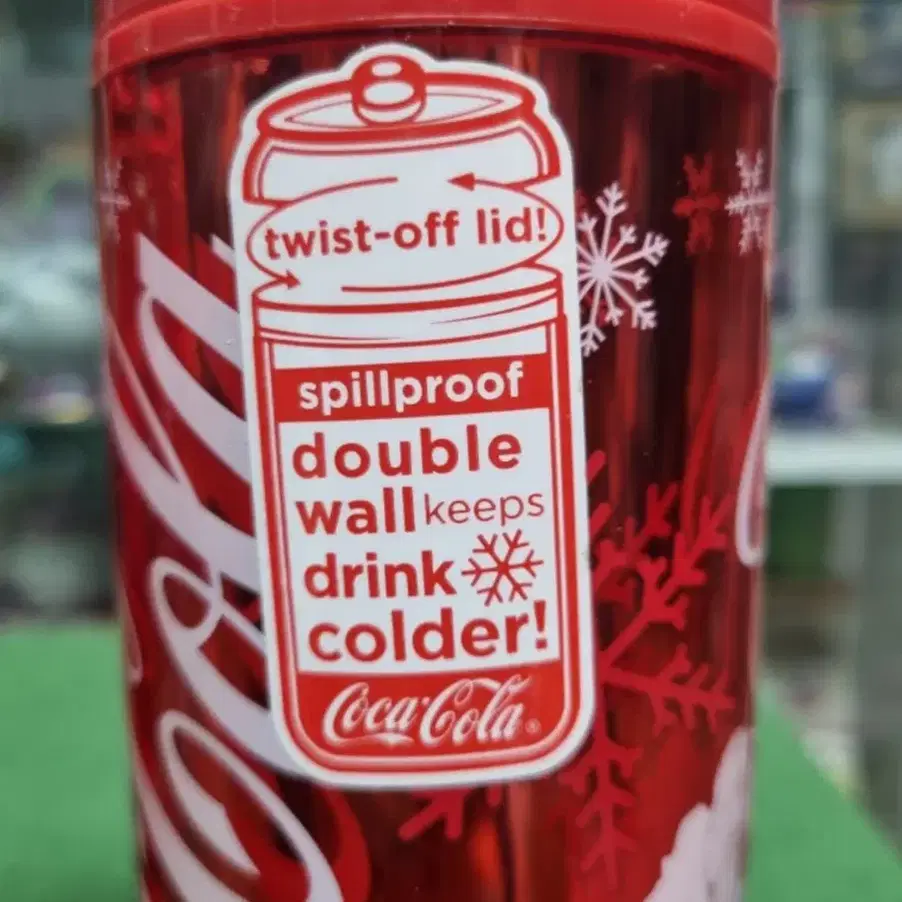 twist-off lid!
spillproof
double
wall keeps
drink
colder!
Coca-Cola